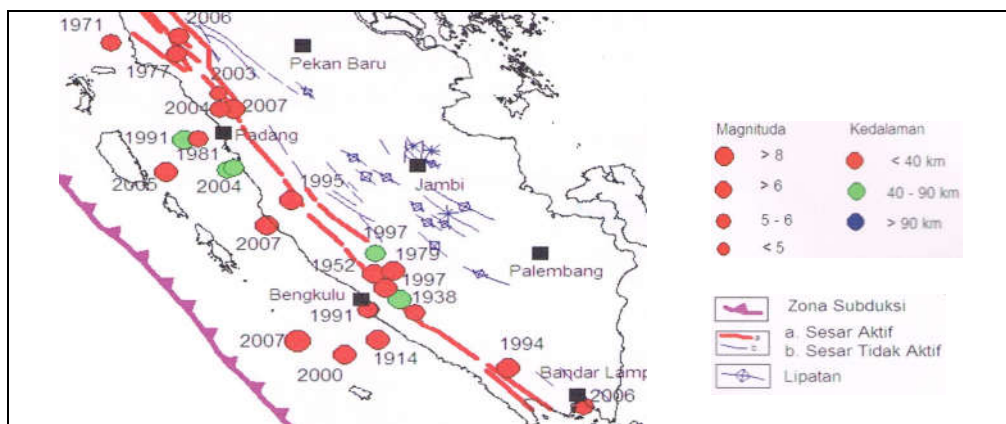 2006
1971
Pekan Baru
1977
2003
2004
2007
1991
Padang
1981
2005
2004
Jambi
1995
2007
1997
1979
1952
1997
Palembang
Bengkulu
1938
1991
2007
1914
2000
1994
Bandar Lamp
2006
Magnituda
> 8
> 6
5 - 6
< 5
Kedalaman
< 40 km
40 - 90 km
> 90 km
Zona Subduksi
a
b
a. Sesar Aktif
b. Sesar Tidak Aktif
Lipatan